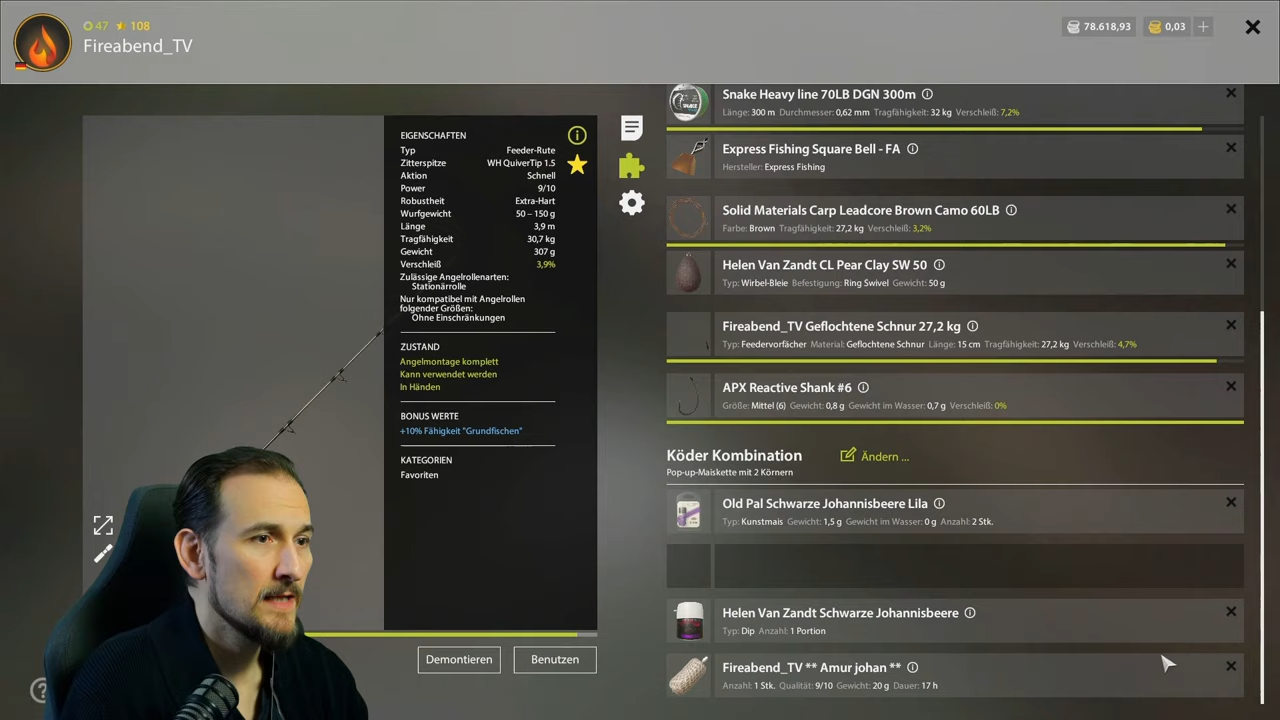 47 108
Fireabend_TV
78.618,93
0,03
EIGENSCHAFTEN
Typ Feeder-Rute
Zitterspitze WH QuiverTip 1.5
Aktion Schnell
Power 9/10
Robustheit Extra-Hart
Wurfgewicht 50 – 150 g
Länge 3,9 m
Tragfähigkeit 30,7 kg
Gewicht 307 g
Verschleiß 3,9%
Zulässige Angelrollenarten:
Stationärrolle
Nur kompatibel mit Angelrollen
folgender Größen:
Ohne Einschränkungen
ZUSTAND
Angelmontage komplett
Kann verwendet werden
In Händen
BONUS WERTE
+10% Fähigkeit "Grundfischen"
KATEGORIEN
Favoriten
Demontieren
Benutzen
Snake Heavy line 70LB DGN 300m
Länge: 300 m Durchmesser: 0,62 mm Tragfähigkeit: 32 kg Verschleiß: 7,2%
Express Fishing Square Bell - FA
Hersteller: Express Fishing
Solid Materials Carp Leadcore Brown Camo 60LB
Farbe: Brown Tragfähigkeit: 27,2 kg Verschleiß: 3,2%
Helen Van Zandt CL Pear Clay SW 50
Typ: Wirbel-Bleie Befestigung: Ring Swivel Gewicht: 50 g
Fireabend_TV Geflochtene Schnur 27,2 kg
Typ: Feedervorfächer Material: Geflochtene Schnur Länge: 15 cm Tragfähigkeit: 27,2 kg Verschleiß: 4,7%
APX Reactive Shank #6
Größe: Mittel (6) Gewicht: 0,8 g Gewicht im Wasser: 0,7 g Verschleiß: 0%
Köder Kombination
Ändern ...
Pop-up-Maiskette mit 2 Körnern
Old Pal Schwarze Johannisbeere Lila
Typ: Kunstmais Gewicht: 1,5 g Gewicht im Wasser: 0 g Anzahl: 2 Stk.
Helen Van Zandt Schwarze Johannisbeere
Typ: Dip Anzahl: 1 Portion
Fireabend_TV ** Amur johan **
Anzahl: 1 Stk. Qualität: 9/10 Gewicht: 20 g Dauer: 17 h